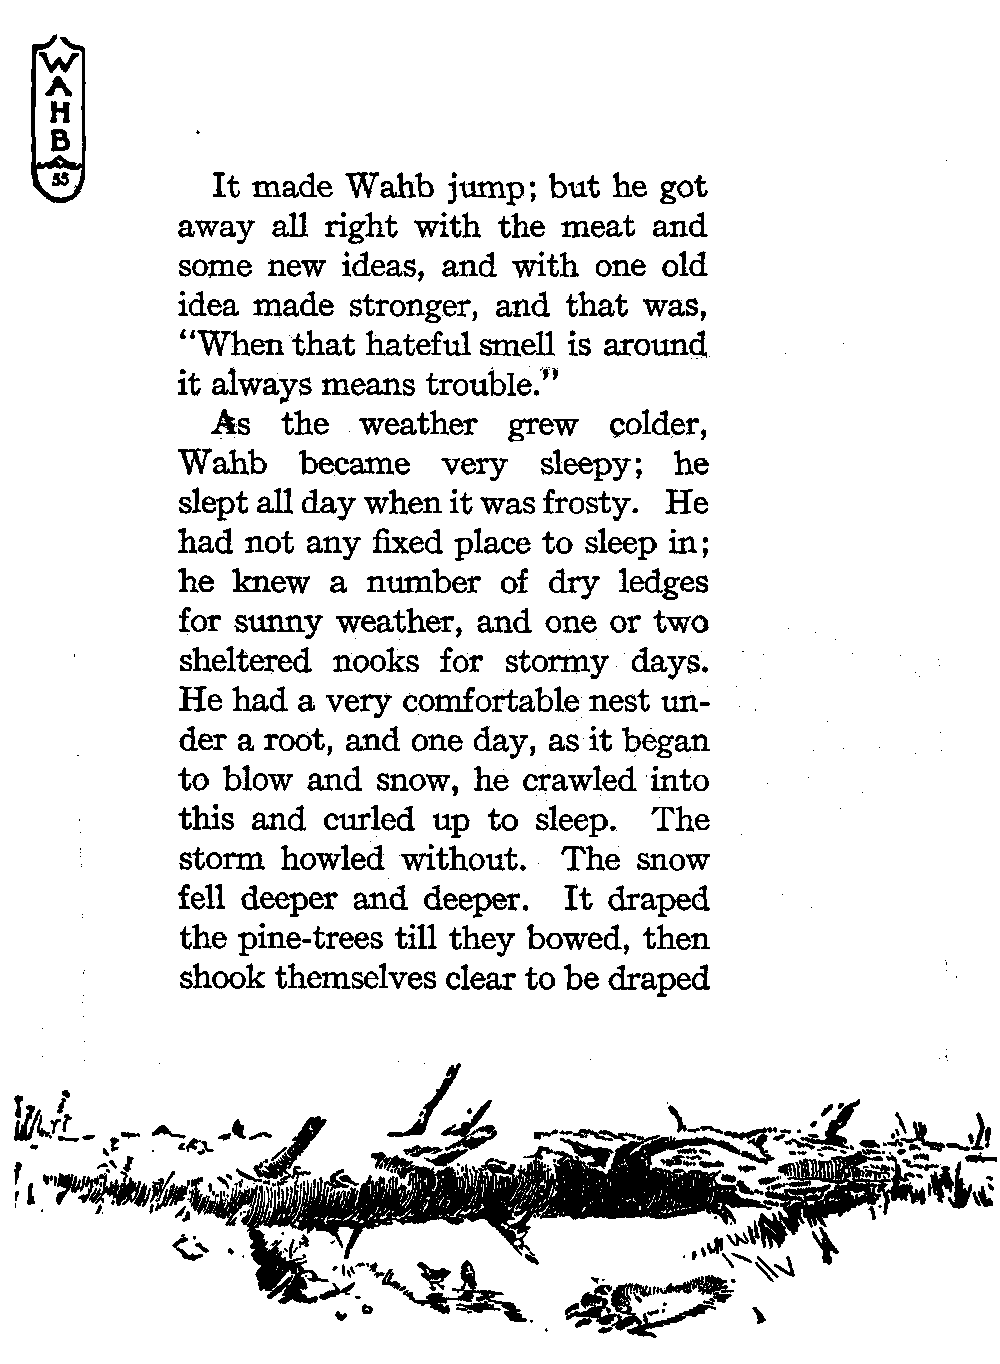 WAHB
55
It made Wahb jump; but he got
away all right with the meat and
some new ideas, and with one old
idea made stronger, and that was,
“When that hateful smell is around
it always means trouble.”
As the weather grew colder,
Wahb became very sleepy; he
slept all day when it was frosty. He
had not any fixed place to sleep in;
he knew a number of dry ledges
for sunny weather, and one or two
sheltered nooks for stormy days.
He had a very comfortable nest un-
der a root, and one day, as it began
to blow and snow, he crawled into
this and curled up to sleep. The
storm howled without. The snow
fell deeper and deeper. It draped
the pine-trees till they bowed, then
shook themselves clear to be draped